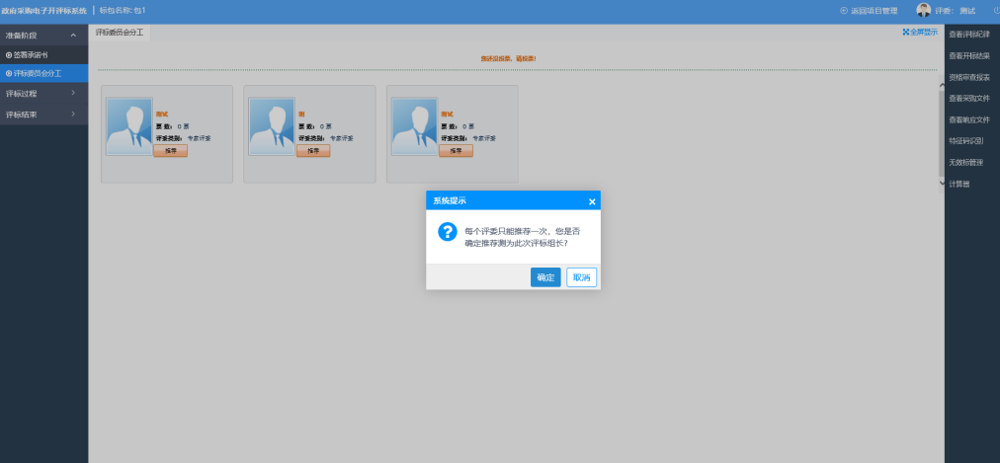 政府采购电子开评标系统 标包名称:包1 返回项目管理 评委: 测试
准备阶段
签署承诺书
评标委员会分工
评标过程
评标结束
评标委员会分工 全屏显示
您还没投票，请投票!
测试
票 数: 0 票
评委类别: 专家评委
推荐
测
票 数: 0 票
评委类别: 专家评委
推荐
测试
票 数: 0 票
评委类别: 专家评委
推荐
系统提示 ×
每个评委只能推荐一次，您是否
确定推荐测为此次评标组长?
确定 取消
查看评标纪律
查看开标结果
资格审查报表
查看采购文件
查看响应文件
特征码识别
无效标管理
计算器